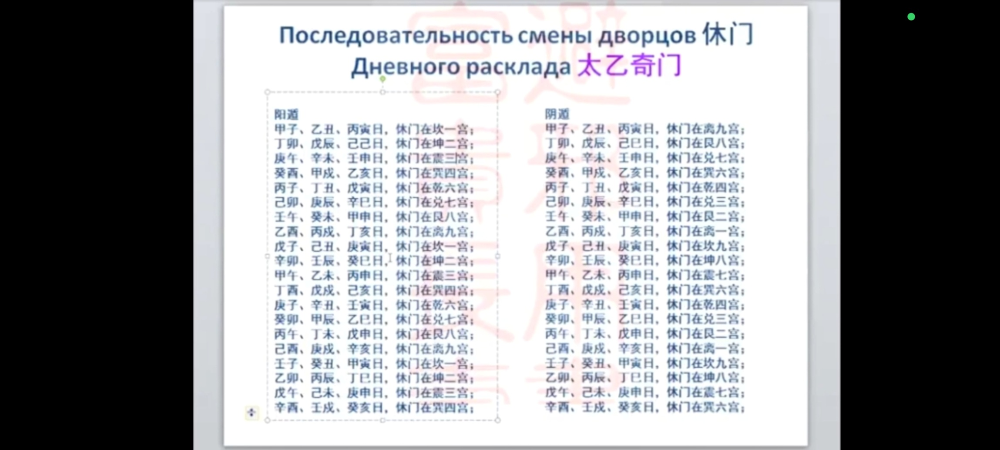 Последовательность смены дворцов 休门
Дневного расклада 太乙奇门
阳遁
甲子、乙丑、丙寅日，休门在坎一宫；
丁卯、戊辰、己己日，休门在坤二宫；
庚午、辛未、壬申日，休门在震三宫；
癸酉、甲戍、乙亥日，休门在巽四宫；
丙子、丁丑、戊寅日，休门在乾六宫；
己卯、庚辰、辛巳日，休门在兑七宫；
壬午、癸未、甲申日，休门在艮八宫；
乙酉、丙戍、丁亥日，休门在离九宫；
戊子、己丑、庚寅日，休门在坎一宫；
辛卯、壬辰、癸巳日，休门在坤二宫；
甲午、乙未、丙申日，休门在震三宫；
丁酉、戊戍、己亥日，休门在巽四宫；
庚子、辛丑、壬寅日，休门在乾六宫；
癸卯、甲辰、乙巳日，休门在兑七宫；
丙午、丁未、戊申日，休门在艮八宫；
己酉、庚戍、辛亥日，休门在离九宫；
壬子、癸丑、甲寅日，休门在坎一宫；
乙卯、丙辰、丁巳日，休门在坤二宫；
戊午、己未、庚申日，休门在震三宫；
辛酉、壬戍、癸亥日，休门在巽四宫；
阴遁
甲子、乙丑、丙寅日，休门在离九宫；
丁卯、戊辰、己巳日，休门在艮八宫；
庚午、辛未、壬申日，休门在兑七宫；
癸酉、甲戍、乙亥日，休门在巽六宫；
丙子、丁丑、戊寅日，休门在乾四宫；
己卯、庚辰、辛巳日，休门在兑三宫；
壬午、癸未、甲申日，休门在艮二宫；
乙酉、丙戍、丁亥日，休门在离一宫；
戊子、己丑、庚寅日，休门在坎九宫；
辛卯、壬辰、癸巳日，休门在坤八宫；
甲午、乙未、丙申日，休门在震七宫；
丁酉、戊戍、己亥日，休门在巽六宫；
庚子、辛丑、壬寅日，休门在乾四宫；
癸卯、甲辰、乙巳日，休门在兑三宫；
丙午、丁未、戊申日，休门在艮二宫；
己酉、庚戍、辛亥日，休门在离一宫；
壬子、癸丑、甲寅日，休门在坎九宫；
乙卯、丙辰、丁巳日，休门在坤八宫；
戊午、己未、庚申日，休门在震七宫；
辛酉、壬戍、癸亥日，休门在巽六宫；